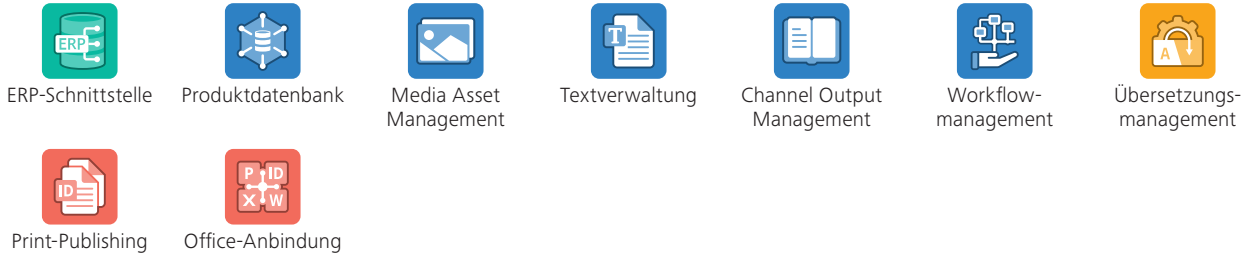 ERP
ERP-Schnittstelle
Produktdatenbank
Media Asset
Management
T
Textverwaltung
Channel Output
Management
Workflow-
management
A
Übersetzungs-
management
ID
Print-Publishing
P ID
X W
Office-Anbindung